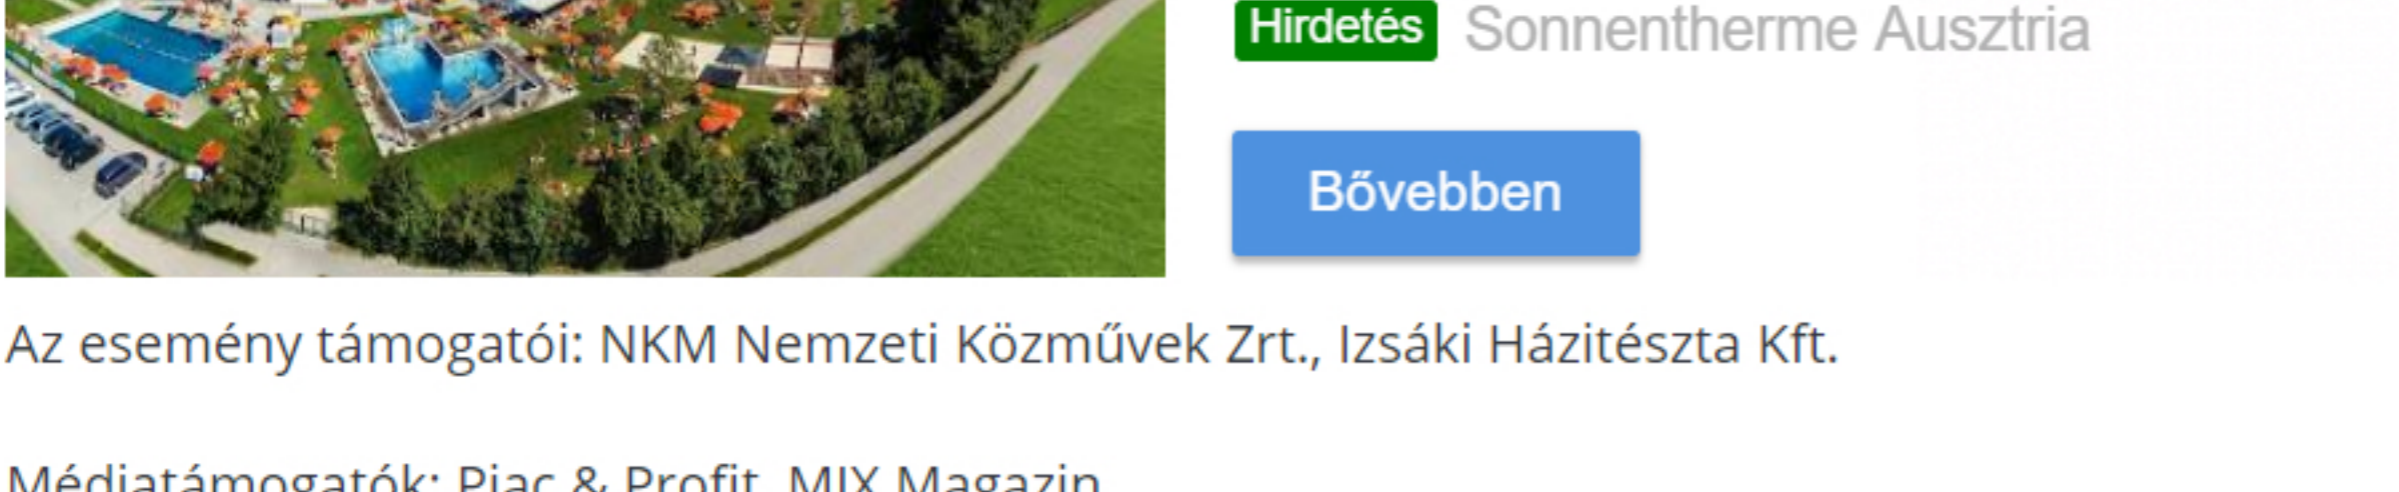 Hirdetés Sonnentherme Ausztria
Bővebben
Az esemény támogatói: NKM Nemzeti Közművek Zrt., Izsáki Házitészta Kft.
Médiatámogatók: Piac & Profit, MIX Magazin